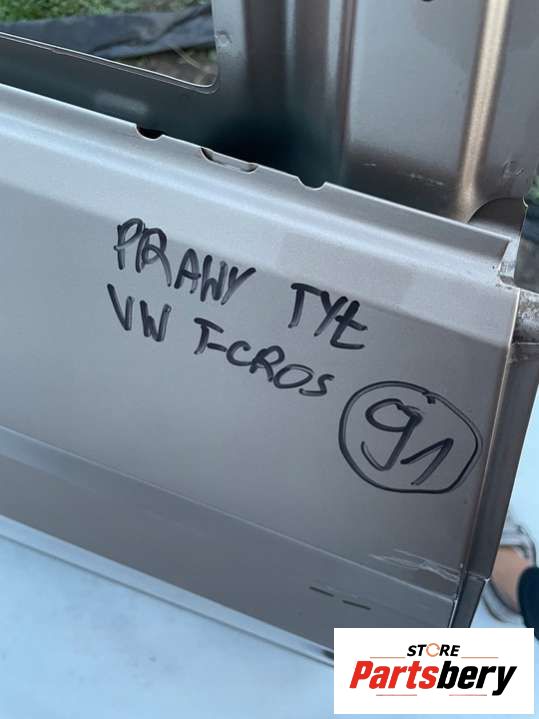 PRAWY TYŁ
VW T-CROS
91
STORE
Partsbery